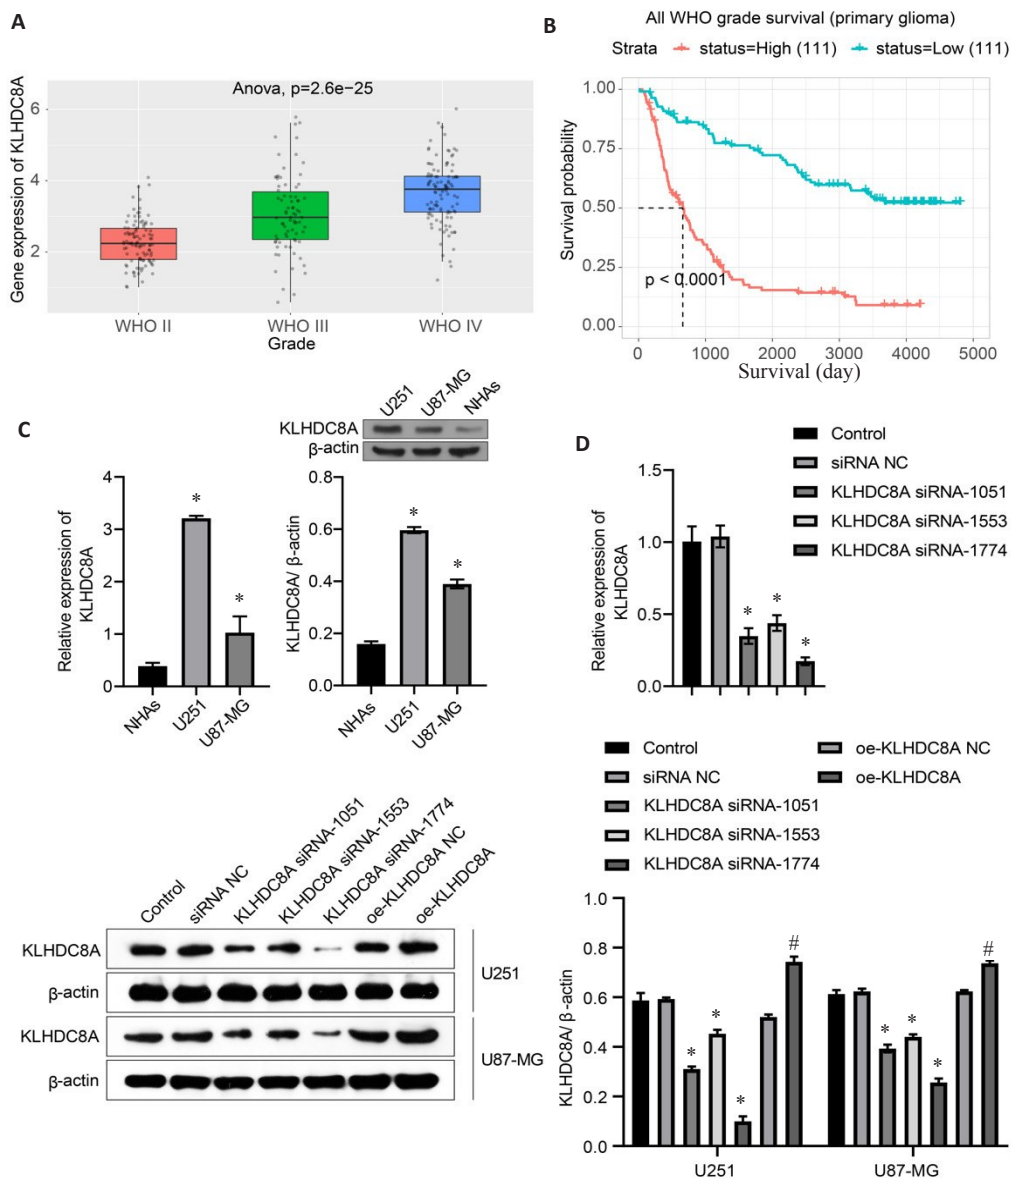 A
Anova, p=2.6e−25
Gene expression of KLHDC8A
6
4
2
WHO II
WHO III
WHO IV
Grade
B
All WHO grade survival (primary glioma)
Strata
status=High (111)
status=Low (111)
Survival probability
1.00
0.75
0.50
0.25
0.00
p < 0.0001
0
1000
2000
3000
4000
5000
Survival (day)
C
Relative expression of
KLHDC8A
4
3
2
1
0
*
*
NHAs
U251
U87-MG
U251
U87-MG
NHAs
KLHDC8A
β-actin
KLHDC8A/ β-actin
0.8
0.6
0.4
0.2
0.0
*
*
NHAs
U251
U87-MG
D
Control
siRNA NC
KLHDC8A siRNA-1051
KLHDC8A siRNA-1553
KLHDC8A siRNA-1774
Relative expression of
KLHDC8A
1.5
1.0
0.5
0.0
*
*
*
Control
siRNA NC
KLHDC8A siRNA-1051
KLHDC8A siRNA-1553
KLHDC8A siRNA-1774
oe-KLHDC8A NC
oe-KLHDC8A
KLHDC8A
β-actin
U251
KLHDC8A
β-actin
U87-MG
Control
siRNA NC
KLHDC8A siRNA-1051
KLHDC8A siRNA-1553
KLHDC8A siRNA-1774
oe-KLHDC8A NC
oe-KLHDC8A
KLHDC8A/ β-actin
1.0
0.8
0.6
0.4
0.2
0.0
*
*
*
#
*
*
*
#
U251
U87-MG